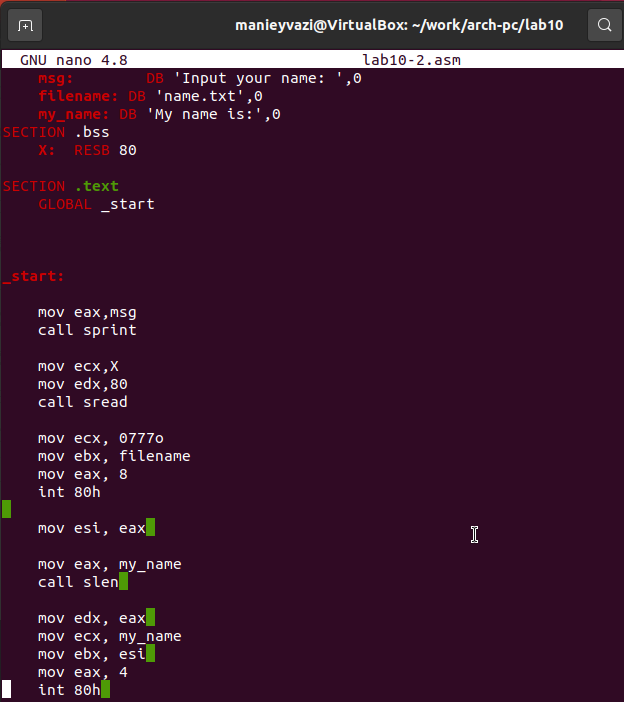 manieyvazi@VirtualBox: ~/work/arch-pc/lab10
GNU nano 4.8 lab10-2.asm
msg: DB 'Input your name: ',0
filename: DB 'name.txt',0
my_name: DB 'My name is:',0
SECTION .bss
X: RESB 80
SECTION .text
GLOBAL _start
_start:
mov eax,msg
call sprint
mov ecx,X
mov edx,80
call sread
mov ecx, 0777o
mov ebx, filename
mov eax, 8
int 80h
mov esi, eax
mov eax, my_name
call slen
mov edx, eax
mov ecx, my_name
mov ebx, esi
mov eax, 4
int 80h